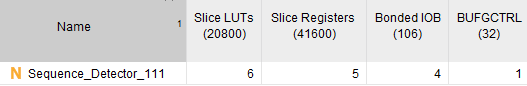 Name 1
Slice LUTs (20800)
Slice Registers (41600)
Bonded IOB (106)
BUFGCTRL (32)
N Sequence_Detector_111 6 5 4 1